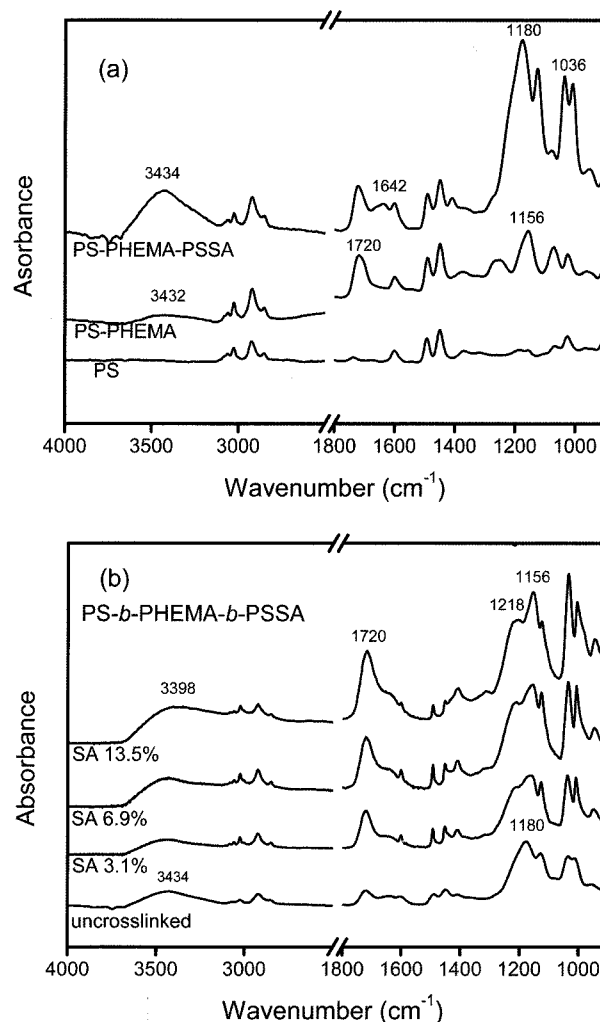 1180
(a)
1036
3434
1642
PS-PHEMA-PSSA
1720
1156
3432
PS-PHEMA
PS
Asorbance
4000 3500 3000 2500 1800 1600 1400 1200 1000
Wavenumber (cm⁻¹)
(b)
PS-b-PHEMA-b-PSSA
1156
1218
1720
3398
SA 13.5%
SA 6.9%
SA 3.1%
1180
3434
uncrosslinked
Absorbance
4000 3500 3000 1800 1600 1400 1200 1000
Wavenumber (cm⁻¹)